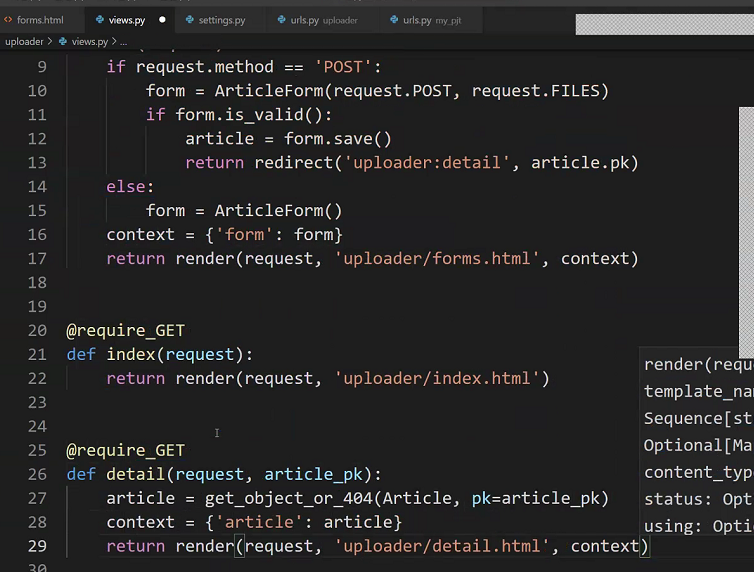 forms.html views.py settings.py urls.py uploader urls.py my_pjt
uploader > views.py > ...
9 if request.method == 'POST':
10 form = ArticleForm(request.POST, request.FILES)
11 if form.is_valid():
12 article = form.save()
13 return redirect('uploader:detail', article.pk)
14 else:
15 form = ArticleForm()
16 context = {'form': form}
17 return render(request, 'uploader/forms.html', context)
18
19
20 @require_GET
21 def index(request):
22 return render(request, 'uploader/index.html')
23
24
25 @require_GET
26 def detail(request, article_pk):
27 article = get_object_or_404(Article, pk=article_pk)
28 context = {'article': article}
29 return render(request, 'uploader/detail.html', context)
30
render(requ
template_na
Sequence[st
Optional[Ma
content_typ
status: Opt
using: Optio